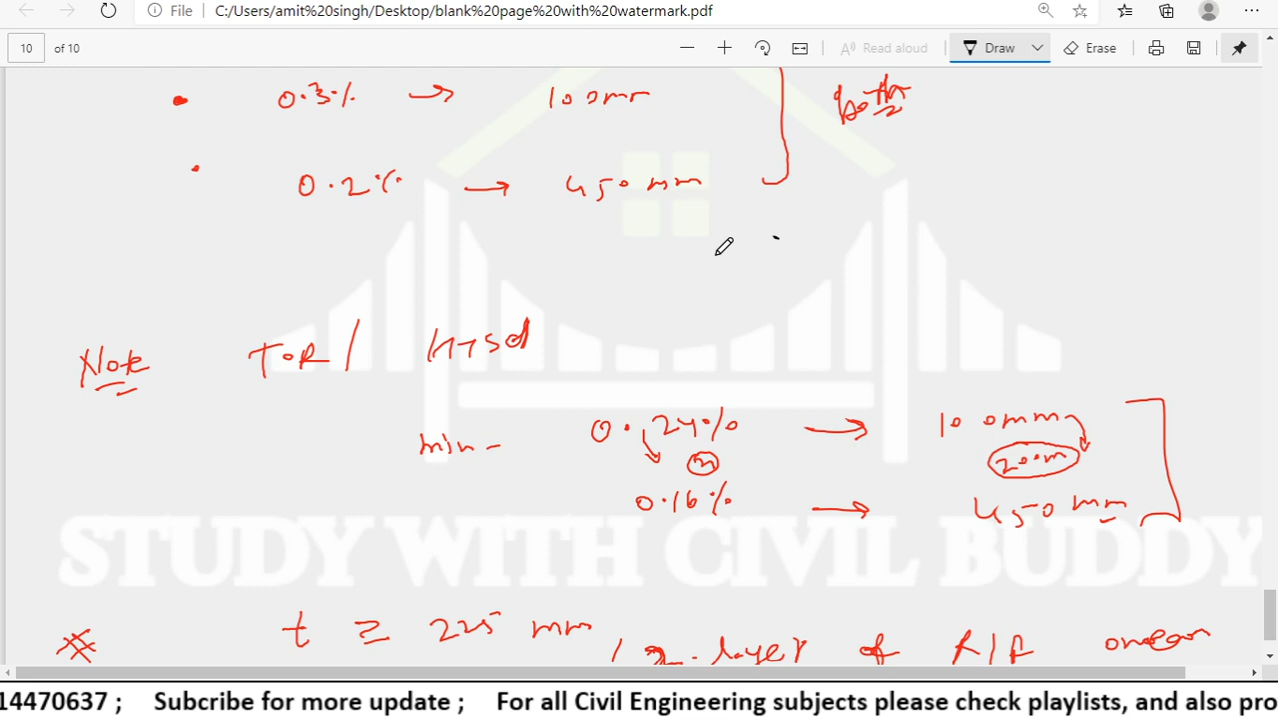 File C:/Users/amit%20singh/Desktop/blank%20page%20with%20watermark.pdf
10 of 10 Read aloud Draw Erase
0.3% → 100mm both
0.2% → 450mm
Note TOR/ HYSD
min - 0.24% → 100mm
200m
0.16% → 450mm
STUDY WITH CIVIL BUDDY
t ≥ 225 mm / 2 layer of R/F on each
14470637 ; Subcribe for more update ; For all Civil Engineering subjects please check playlists, and also pro